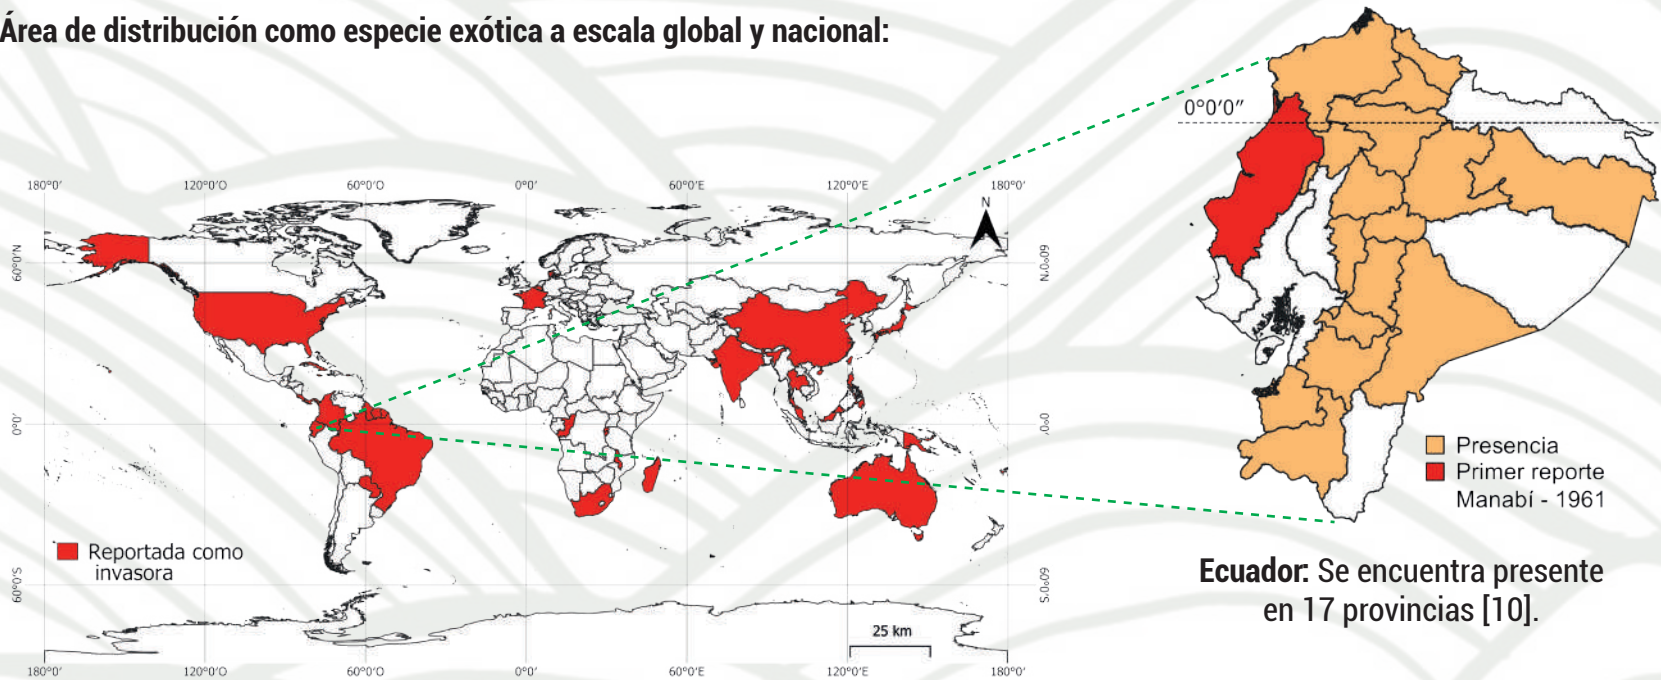 Área de distribución como especie exótica a escala global y nacional:
0°0'0"
180°0' 120°0'O 60°0'O 0°0' 60°0'E 120°0'E 180°0'
N
60°0'N 60°0'N
0°0' 0°0'
Presencia
Primer reporte
Manabí - 1961
Reportada como
invasora
60°0'S 60°0'S
Ecuador: Se encuentra presente
en 17 provincias [10].
25 km
180°0' 120°0'O 60°0'O 0°0' 60°0'E 120°0'E 180°0'